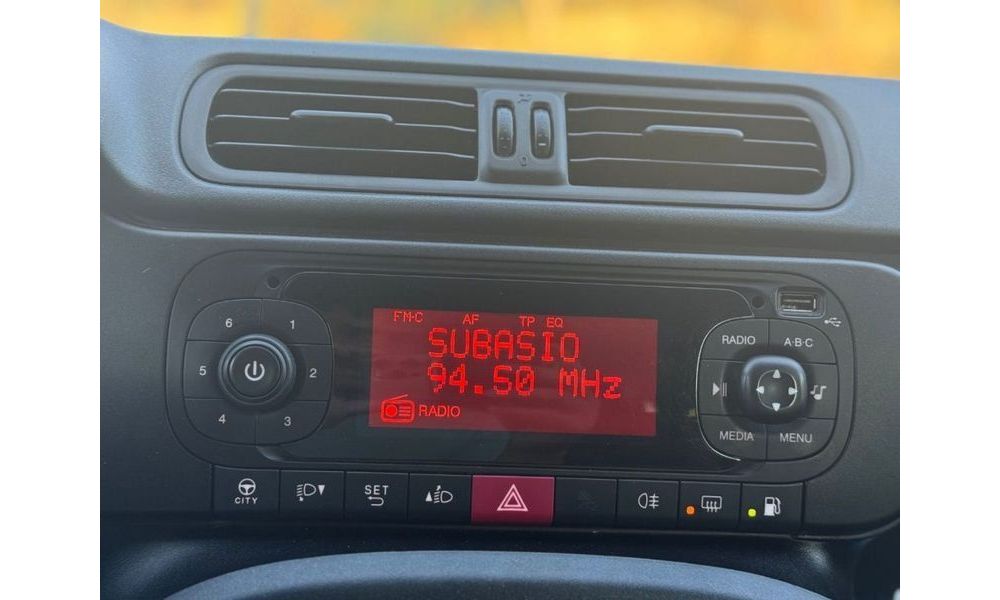 FM-C AF TP EQ
SUBASIO
94.50 MHz
RADIO
6 1
5 2
4 3
RADIO A·B·C
MEDIA MENU
CITY
SET